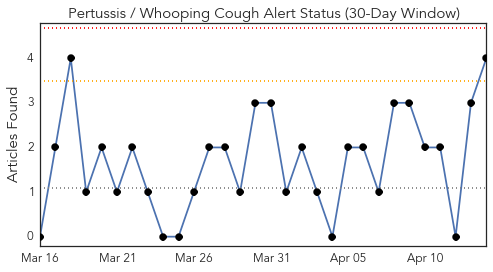 Pertussis / Whooping Cough Alert Status (30-Day Window)
Articles Found
4
3
2
1
0
Mar 16 Mar 21 Mar 26 Mar 31 Apr 05 Apr 10